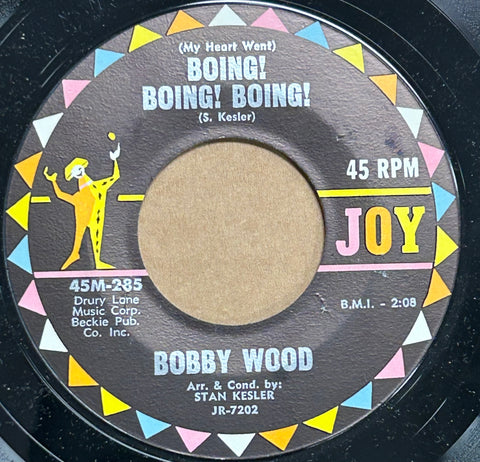 (My Heart Went)
BOING!
BOING! BOING!
(S. Kesler)
45 RPM
JOY
45M-285
Drury Lane
Music Corp.
Beckie Pub.
Co. Inc.
B.M.I. - 2:08
BOBBY WOOD
Arr. & Cond. by:
STAN KESLER
JR-7202